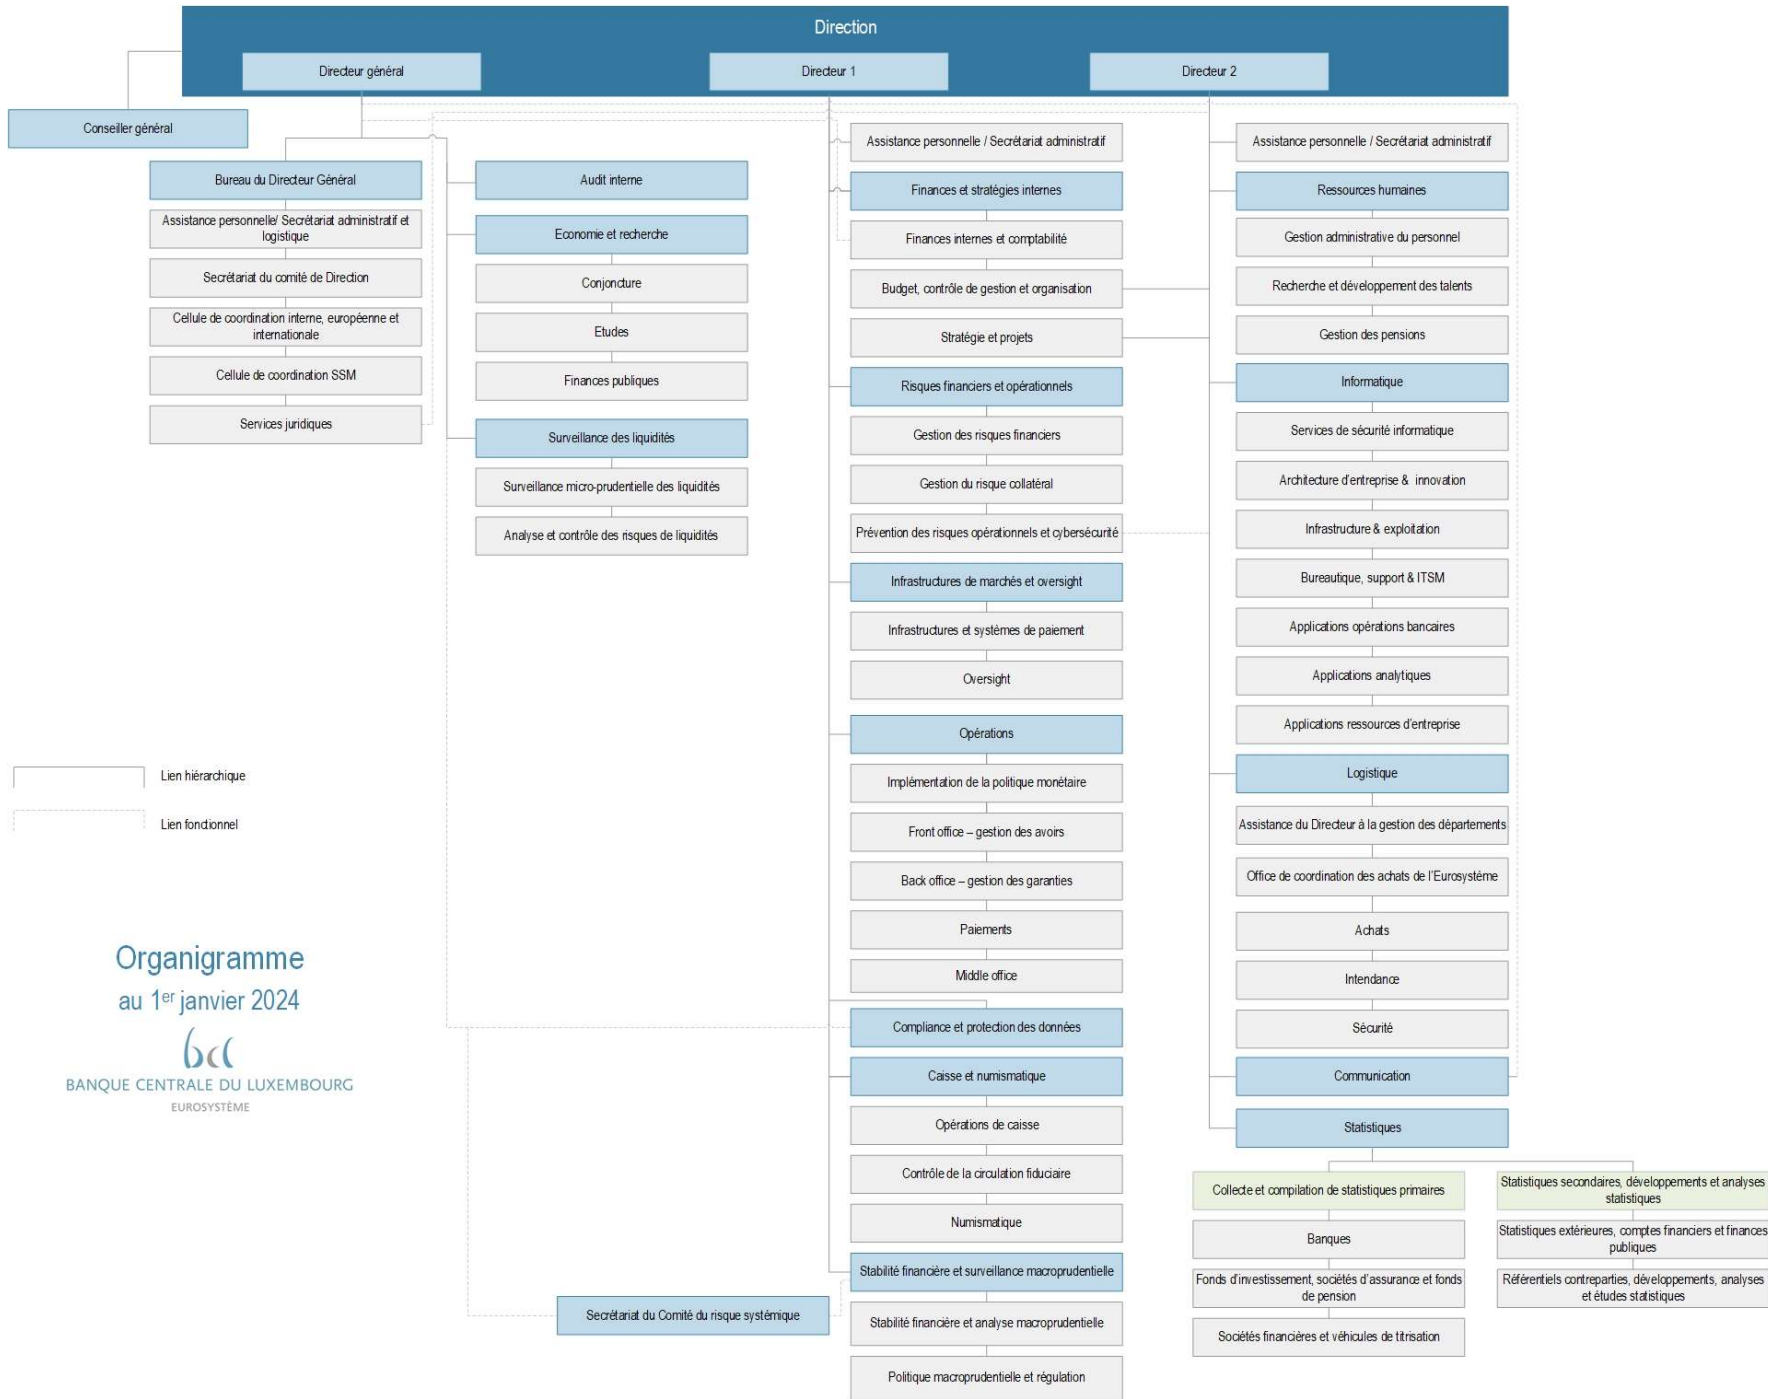 Direction
Directeur général
Directeur 1
Directeur 2
Conseiller général
Bureau du Directeur Général
Assistance personnelle/ Secrétariat administratif et
logistique
Secrétariat du comité de Direction
Cellule de coordination interne, européenne et
internationale
Cellule de coordination SSM
Services juridiques
Audit interne
Economie et recherche
Conjoncture
Etudes
Finances publiques
Surveillance des liquidités
Surveillance micro-prudentielle des liquidités
Analyse et contrôle des risques de liquidités
Assistance personnelle / Secrétariat administratif
Finances et stratégies internes
Finances internes et comptabilité
Budget, contrôle de gestion et organisation
Stratégie et projets
Risques financiers et opérationnels
Gestion des risques financiers
Gestion du risque collatéral
Prévention des risques opérationnels et cybersécurité
Infrastructures de marchés et oversight
Infrastructures et systèmes de paiement
Oversight
Opérations
Implémentation de la politique monétaire
Front office – gestion des avoirs
Back office – gestion des garanties
Paiements
Middle office
Compliance et protection des données
Caisse et numismatique
Opérations de caisse
Contrôle de la circulation fiduciaire
Numismatique
Stabilité financière et surveillance macroprudentielle
Secrétariat du Comité du risque systémique
Stabilité financière et analyse macroprudentielle
Politique macroprudentielle et régulation
Assistance personnelle / Secrétariat administratif
Ressources humaines
Gestion administrative du personnel
Recherche et développement des talents
Gestion des pensions
Informatique
Services de sécurité informatique
Architecture d'entreprise & innovation
Infrastructure & exploitation
Bureautique, support & ITSM
Applications opérations bancaires
Applications analytiques
Applications ressources d'entreprise
Logistique
Assistance du Directeur à la gestion des départements
Office de coordination des achats de l'Eurosystème
Achats
Intendance
Sécurité
Communication
Statistiques
Collecte et compilation de statistiques primaires
Banques
Fonds d'investissement, sociétés d'assurance et fonds
de pension
Sociétés financières et véhicules de titrisation
Statistiques secondaires, développements et analyses
statistiques
Statistiques extérieures, comptes financiers et finances
publiques
Référentiels contreparties, développements, analyses
et études statistiques
Lien hiérarchique
Lien fonctionnel
Organigramme
au 1er janvier 2024
bcl
BANQUE CENTRALE DU LUXEMBOURG
EUROSYSTÈME